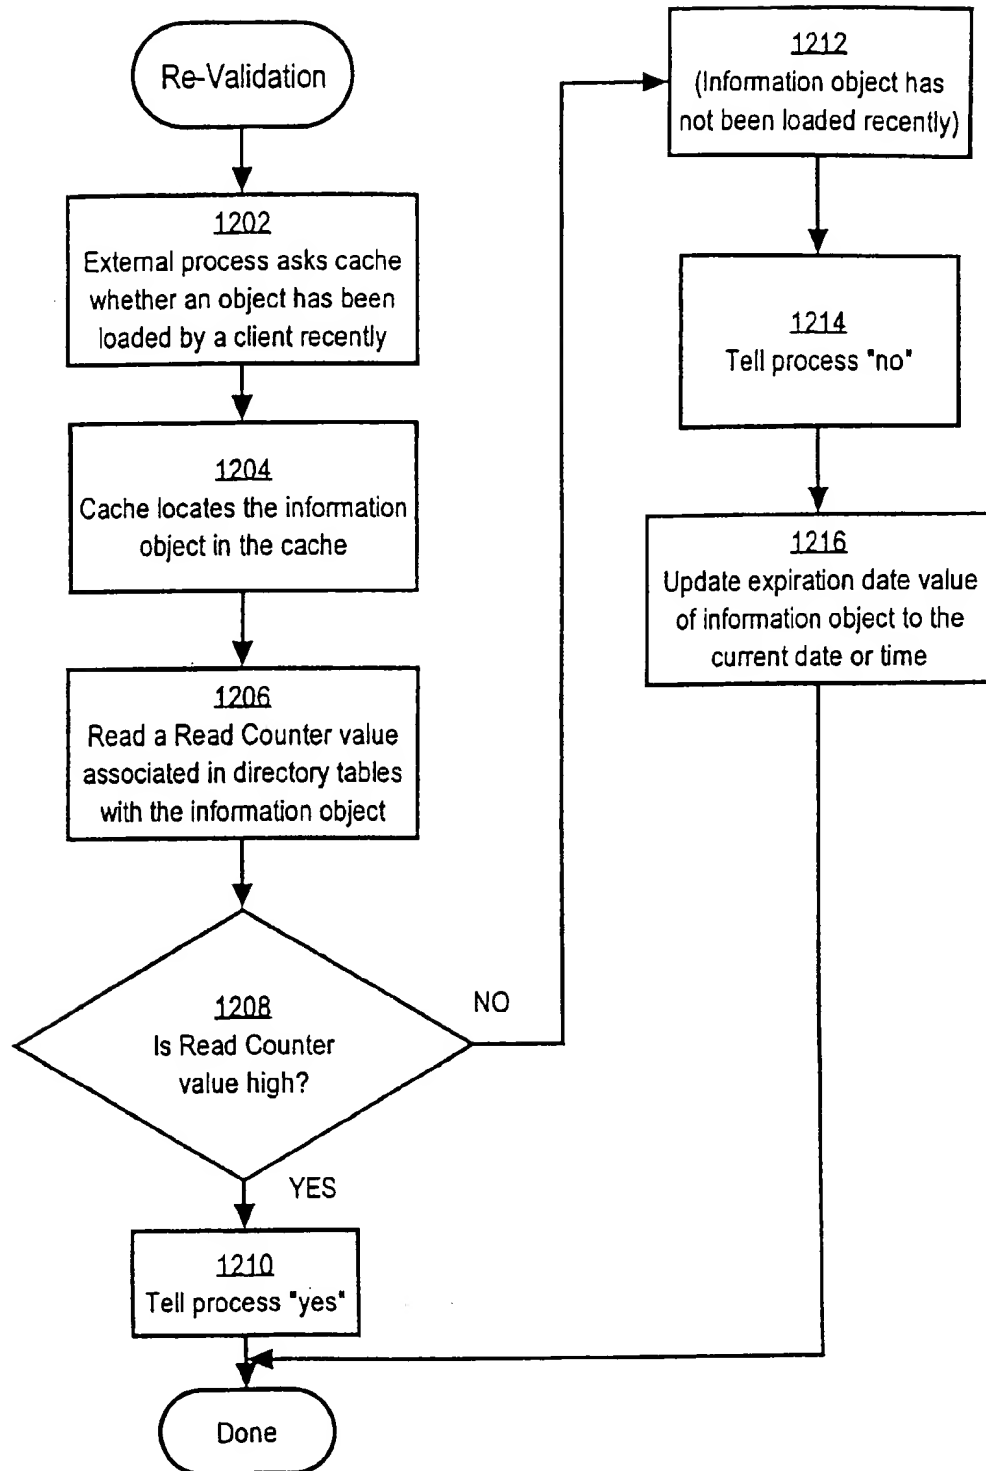 Re-Validation
1202
External process asks cache
whether an object has been
loaded by a client recently
1204
Cache locates the information
object in the cache
1206
Read a Read Counter value
associated in directory tables
with the information object
1208
Is Read Counter
value high?
NO
YES
1210
Tell process "yes"
Done
1212
(Information object has
not been loaded recently)
1214
Tell process "no"
1216
Update expiration date value
of information object to the
current date or time